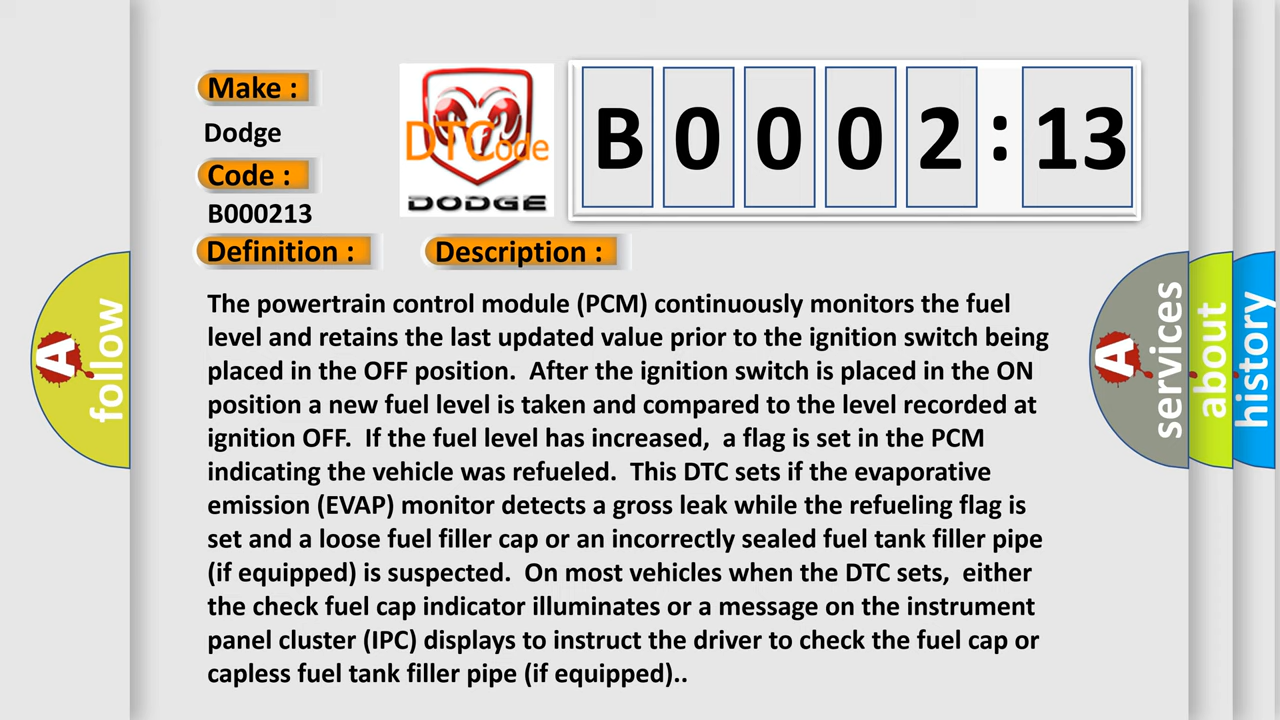 Make :
Dodge
Code :
B000213
Definition :
Description :
DTCode
DODGE
B0002:13
The powertrain control module (PCM) continuously monitors the fuel
level and retains the last updated value prior to the ignition switch being
placed in the OFF position. After the ignition switch is placed in the ON
position a new fuel level is taken and compared to the level recorded at
ignition OFF. If the fuel level has increased, a flag is set in the PCM
indicating the vehicle was refueled. This DTC sets if the evaporative
emission (EVAP) monitor detects a gross leak while the refueling flag is
set and a loose fuel filler cap or an incorrectly sealed fuel tank filler pipe
(if equipped) is suspected. On most vehicles when the DTC sets, either
the check fuel cap indicator illuminates or a message on the instrument
panel cluster (IPC) displays to instruct the driver to check the fuel cap or
capless fuel tank filler pipe (if equipped)..
A
follow
A
services
about
history